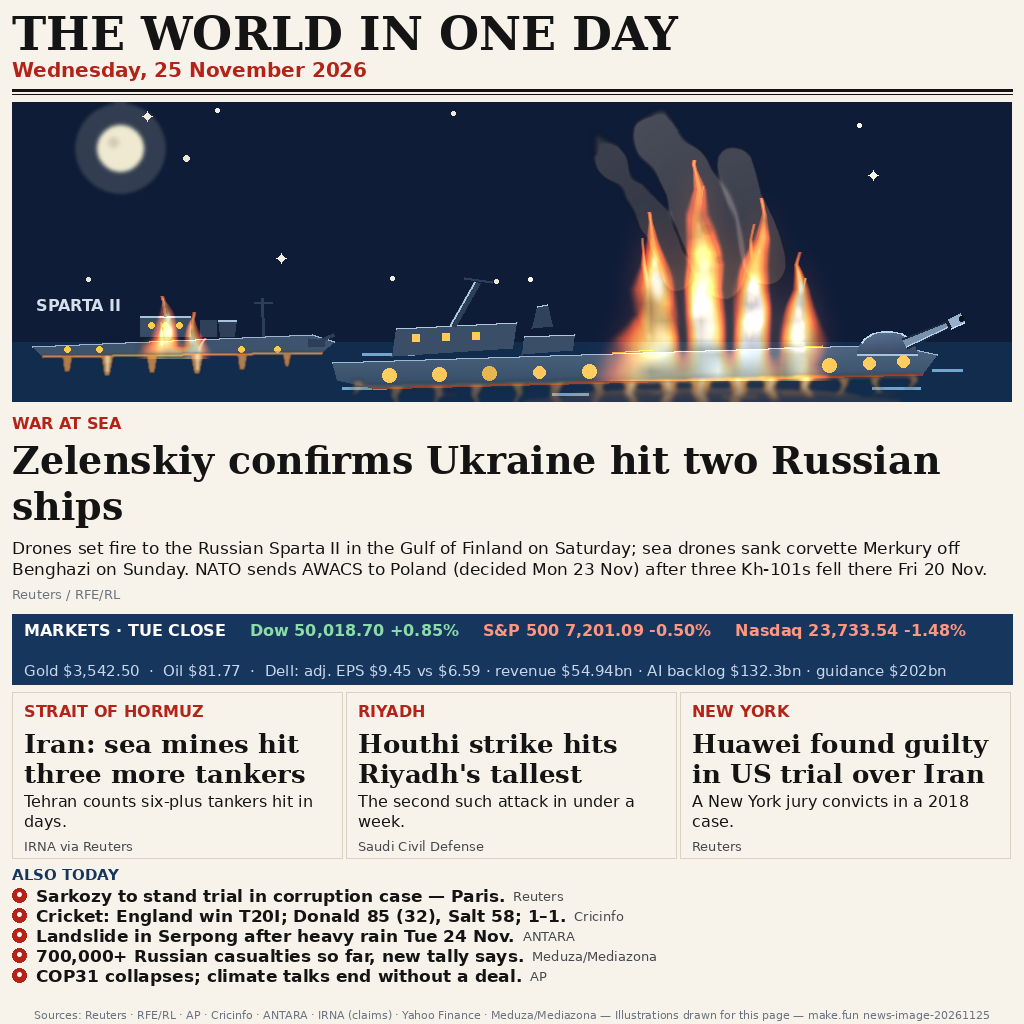 THE WORLD IN ONE DAY
Wednesday, 25 November 2026
SPARTA II
WAR AT SEA
Zelenskiy confirms Ukraine hit two Russian
ships
Drones set fire to the Russian Sparta II in the Gulf of Finland on Saturday; sea drones sank corvette Merkury off
Benghazi on Sunday. NATO sends AWACS to Poland (decided Mon 23 Nov) after three Kh-101s fell there Fri 20 Nov.
Reuters / RFE/RL
MARKETS · TUE CLOSE Dow 50,018.70 +0.85% S&P 500 7,201.09 -0.50% Nasdaq 23,733.54 -1.48%
Gold $3,542.50 · Oil $81.77 · Dell: adj. EPS $9.45 vs $6.59 · revenue $54.94bn · AI backlog $132.3bn · guidance $202bn
STRAIT OF HORMUZ
Iran: sea mines hit
three more tankers
Tehran counts six-plus tankers hit in
days.
IRNA via Reuters
RIYADH
Houthi strike hits
Riyadh's tallest
The second such attack in under a
week.
Saudi Civil Defense
NEW YORK
Huawei found guilty
in US trial over Iran
A New York jury convicts in a 2018
case.
Reuters
ALSO TODAY
Sarkozy to stand trial in corruption case — Paris. Reuters
Cricket: England win T20I; Donald 85 (32), Salt 58; 1–1. Cricinfo
Landslide in Serpong after heavy rain Tue 24 Nov. ANTARA
700,000+ Russian casualties so far, new tally says. Meduza/Mediazona
COP31 collapses; climate talks end without a deal. AP
Sources: Reuters · RFE/RL · AP · Cricinfo · ANTARA · IRNA (claims) · Yahoo Finance · Meduza/Mediazona — Illustrations drawn for this page — make.fun news-image-20261125